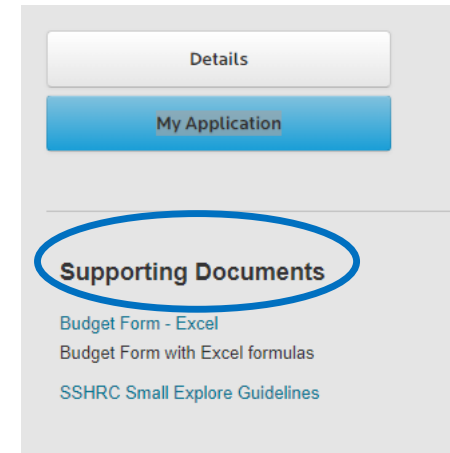 Details
My Application
Supporting Documents
Budget Form - Excel
Budget Form with Excel formulas
SSHRC Small Explore Guidelines